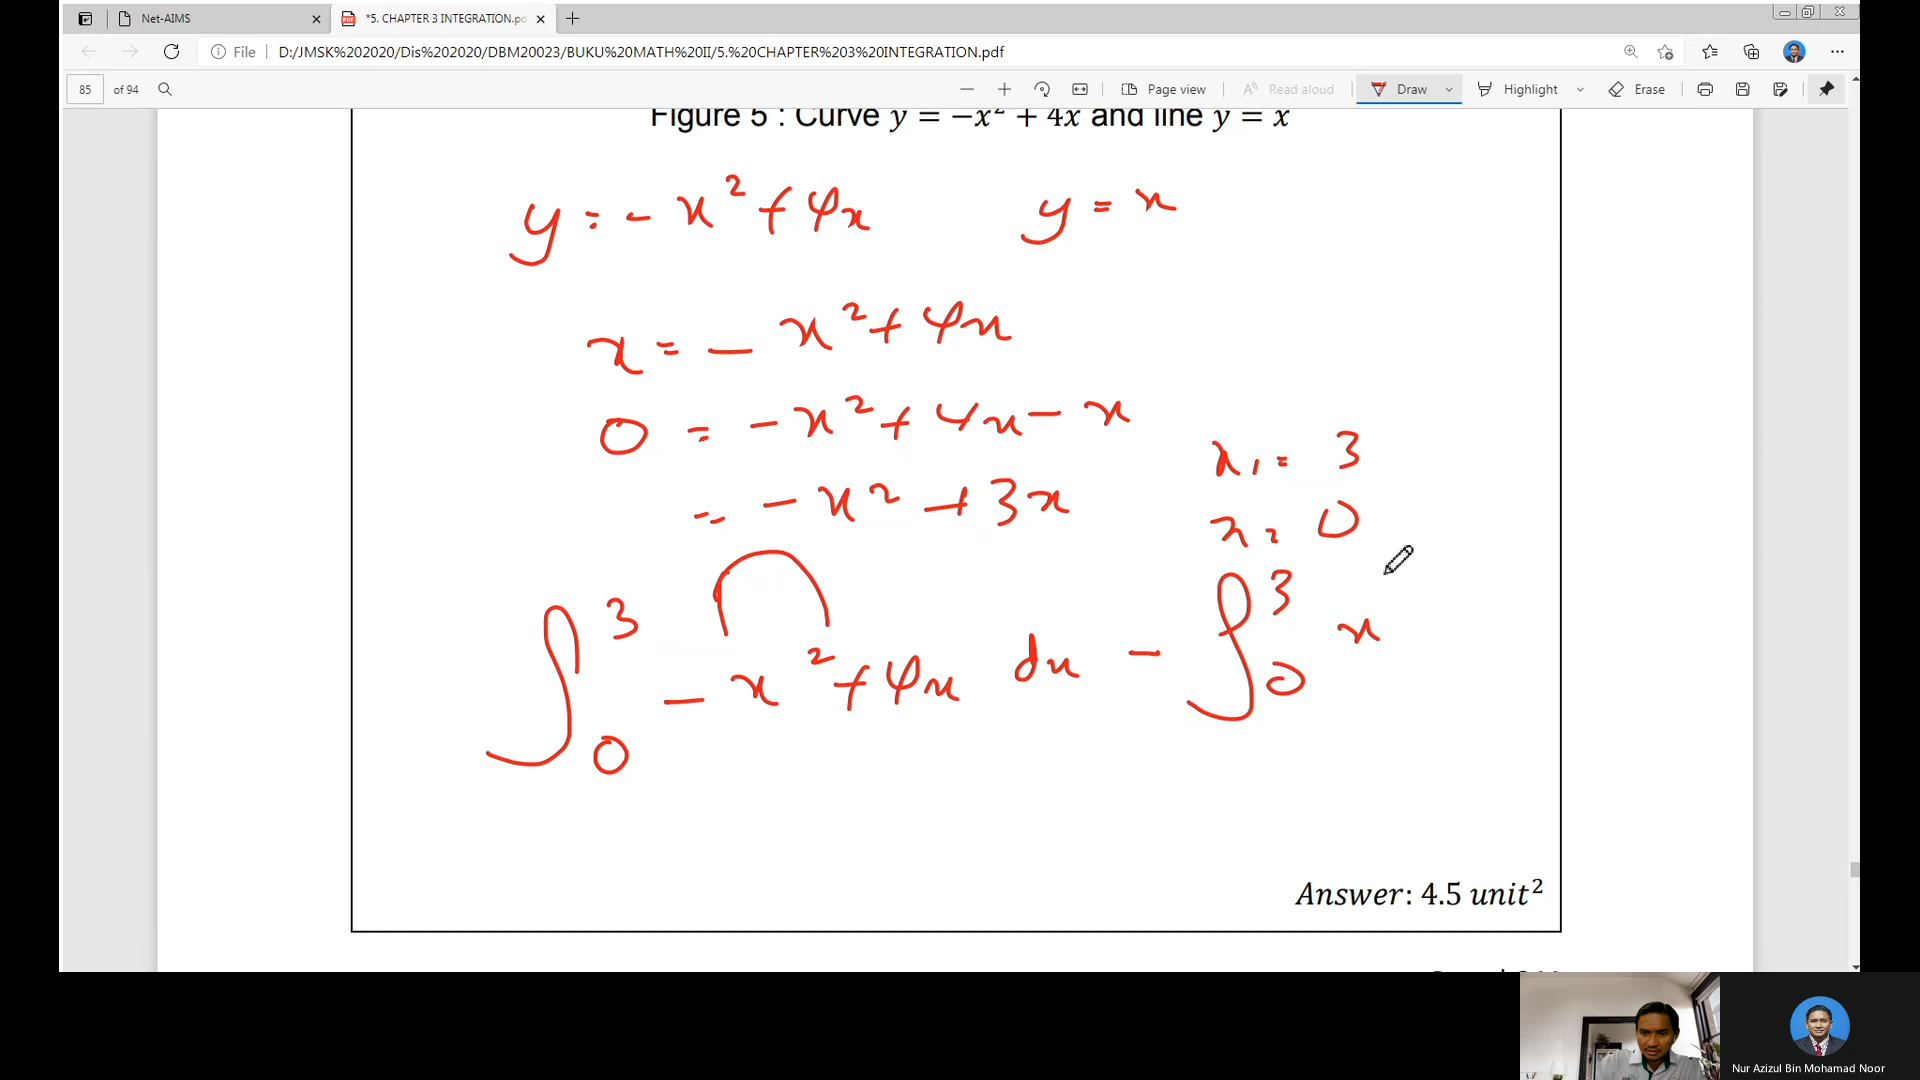 Net-AIMS
*5. CHAPTER 3 INTEGRATION.pd
File D:/JMSK%202020/Dis%202020/DBM20023/BUKU%20MATH%20II/5.%20CHAPTER%203%20INTEGRATION.pdf
85 of 94 Page view Read aloud Draw Highlight Erase
Figure 5 : Curve y = −x² + 4x and line y = x
y = - x² + 4x y = x
x = - x² + 4x
0 = - x² + 4x - x
x₁ = 3
= - x² + 3x
x₂ 0
∫₀³ - x² + 4x dx - ∫₀³ x
Answer: 4.5 unit²
Nur Azizul Bin Mohamad Noor